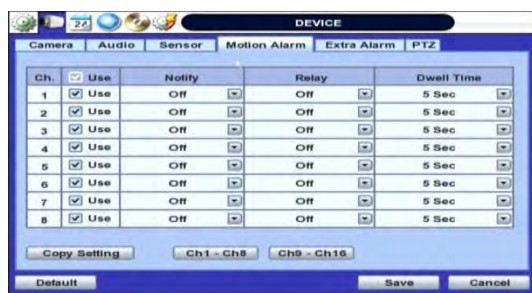 DEVICE
Camera Audio Sensor Motion Alarm Extra Alarm PTZ
Ch. Use Notify Relay Dwell Time
1 Use Off Off 5 Sec
2 Use Off Off 5 Sec
3 Use Off Off 5 Sec
4 Use Off Off 5 Sec
5 Use Off Off 5 Sec
6 Use Off Off 5 Sec
7 Use Off Off 5 Sec
8 Use Off Off 5 Sec
Copy Setting Ch1 - Ch8 Ch9 - Ch16
Default Save Cancel